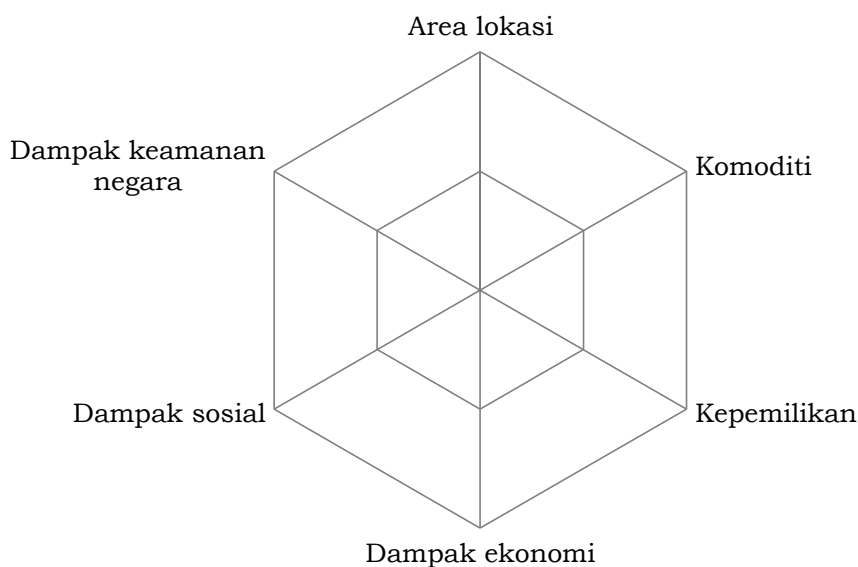 Area lokasi
Dampak keamanan
negara
Komoditi
Dampak sosial
Kepemilikan
Dampak ekonomi